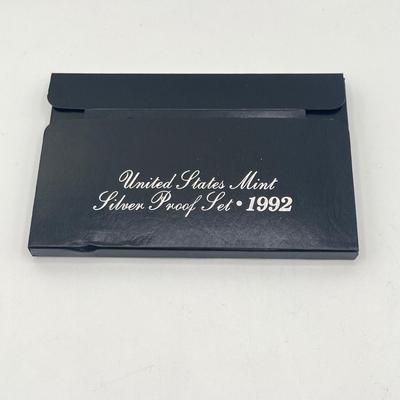 United States Mint
Silver Proof Set • 1992